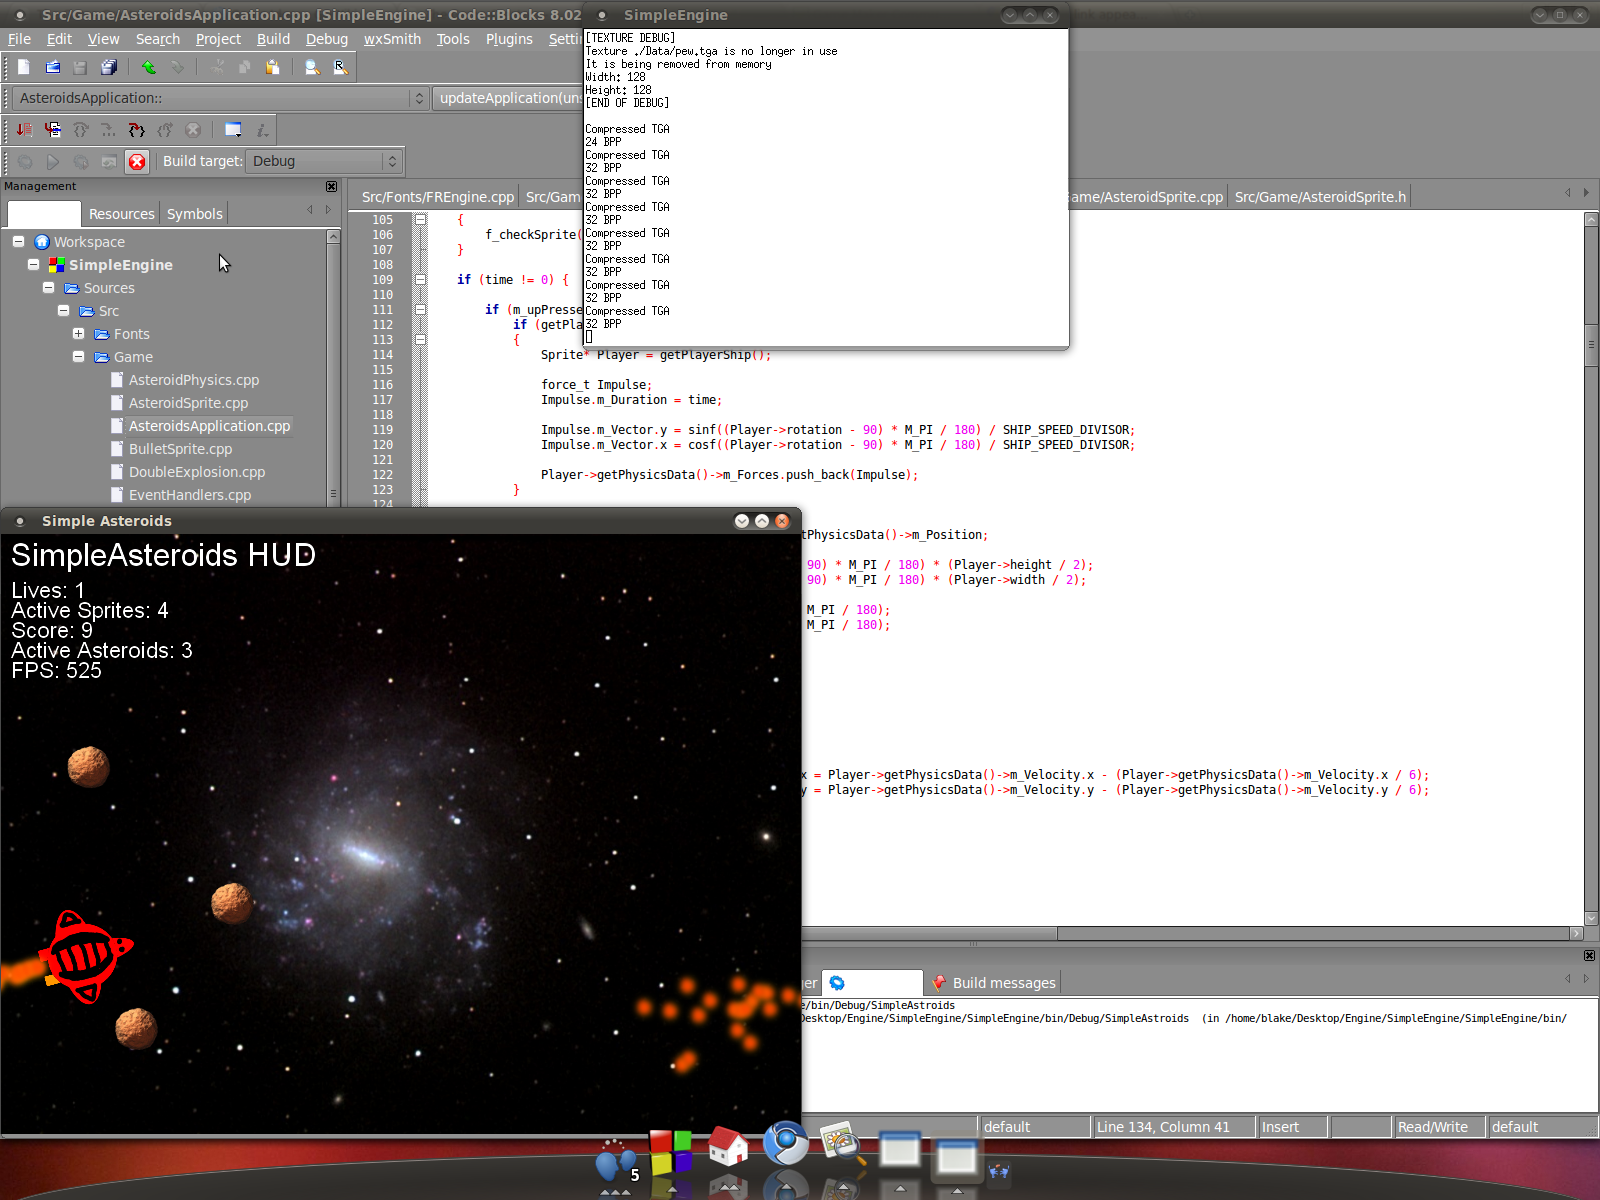 Src/Game/AsteroidsApplication.cpp [SimpleEngine] - Code::Blocks 8.02
File Edit View Search Project Build Debug wxSmith Tools Plugins Setti
AsteroidsApplication::
updateApplication(un
Build target: Debug
Management
Resources Symbols
Workspace
SimpleEngine
Sources
Src
Fonts
Game
AsteroidPhysics.cpp
AsteroidSprite.cpp
AsteroidsApplication.cpp
BulletSprite.cpp
DoubleExplosion.cpp
EventHandlers.cpp
SimpleEngine
[TEXTURE DEBUG]
Texture ./Data/pew.tga is no longer in use
It is being removed from memory
Width: 128
Height: 128
[END OF DEBUG]
Compressed TGA
24 BPP
Compressed TGA
32 BPP
Compressed TGA
32 BPP
Compressed TGA
32 BPP
Compressed TGA
32 BPP
Compressed TGA
32 BPP
Compressed TGA
32 BPP
Compressed TGA
32 BPP
Src/Fonts/FREngine.cpp Src/Gam ame/AsteroidSprite.cpp Src/Game/AsteroidSprite.h
105 {
106 f_checkSprite(
107 }
108
109 if (time != 0) {
110
111 if (m_upPresse
112 if (getPla
113 {
114 Sprite* Player = getPlayerShip();
115
116 force_t Impulse;
117 Impulse.m_Duration = time;
118
119 Impulse.m_Vector.y = sinf((Player->rotation - 90) * M_PI / 180) / SHIP_SPEED_DIVISOR;
120 Impulse.m_Vector.x = cosf((Player->rotation - 90) * M_PI / 180) / SHIP_SPEED_DIVISOR;
121
122 Player->getPhysicsData()->m_Forces.push_back(Impulse);
123 }
124
tPhysicsData()->m_Position;
90) * M_PI / 180) * (Player->height / 2);
90) * M_PI / 180) * (Player->width / 2);
M_PI / 180);
M_PI / 180);
x = Player->getPhysicsData()->m_Velocity.x - (Player->getPhysicsData()->m_Velocity.x / 6);
y = Player->getPhysicsData()->m_Velocity.y - (Player->getPhysicsData()->m_Velocity.y / 6);
Simple Asteroids
SimpleAsteroids HUD
Lives: 1
Active Sprites: 4
Score: 9
Active Asteroids: 3
FPS: 525
ger Build messages
e/bin/Debug/SimpleAstroids
Desktop/Engine/SimpleEngine/SimpleEngine/bin/Debug/SimpleAstroids (in /home/blake/Desktop/Engine/SimpleEngine/SimpleEngine/bin/
default Line 134, Column 41 Insert Read/Write default
5